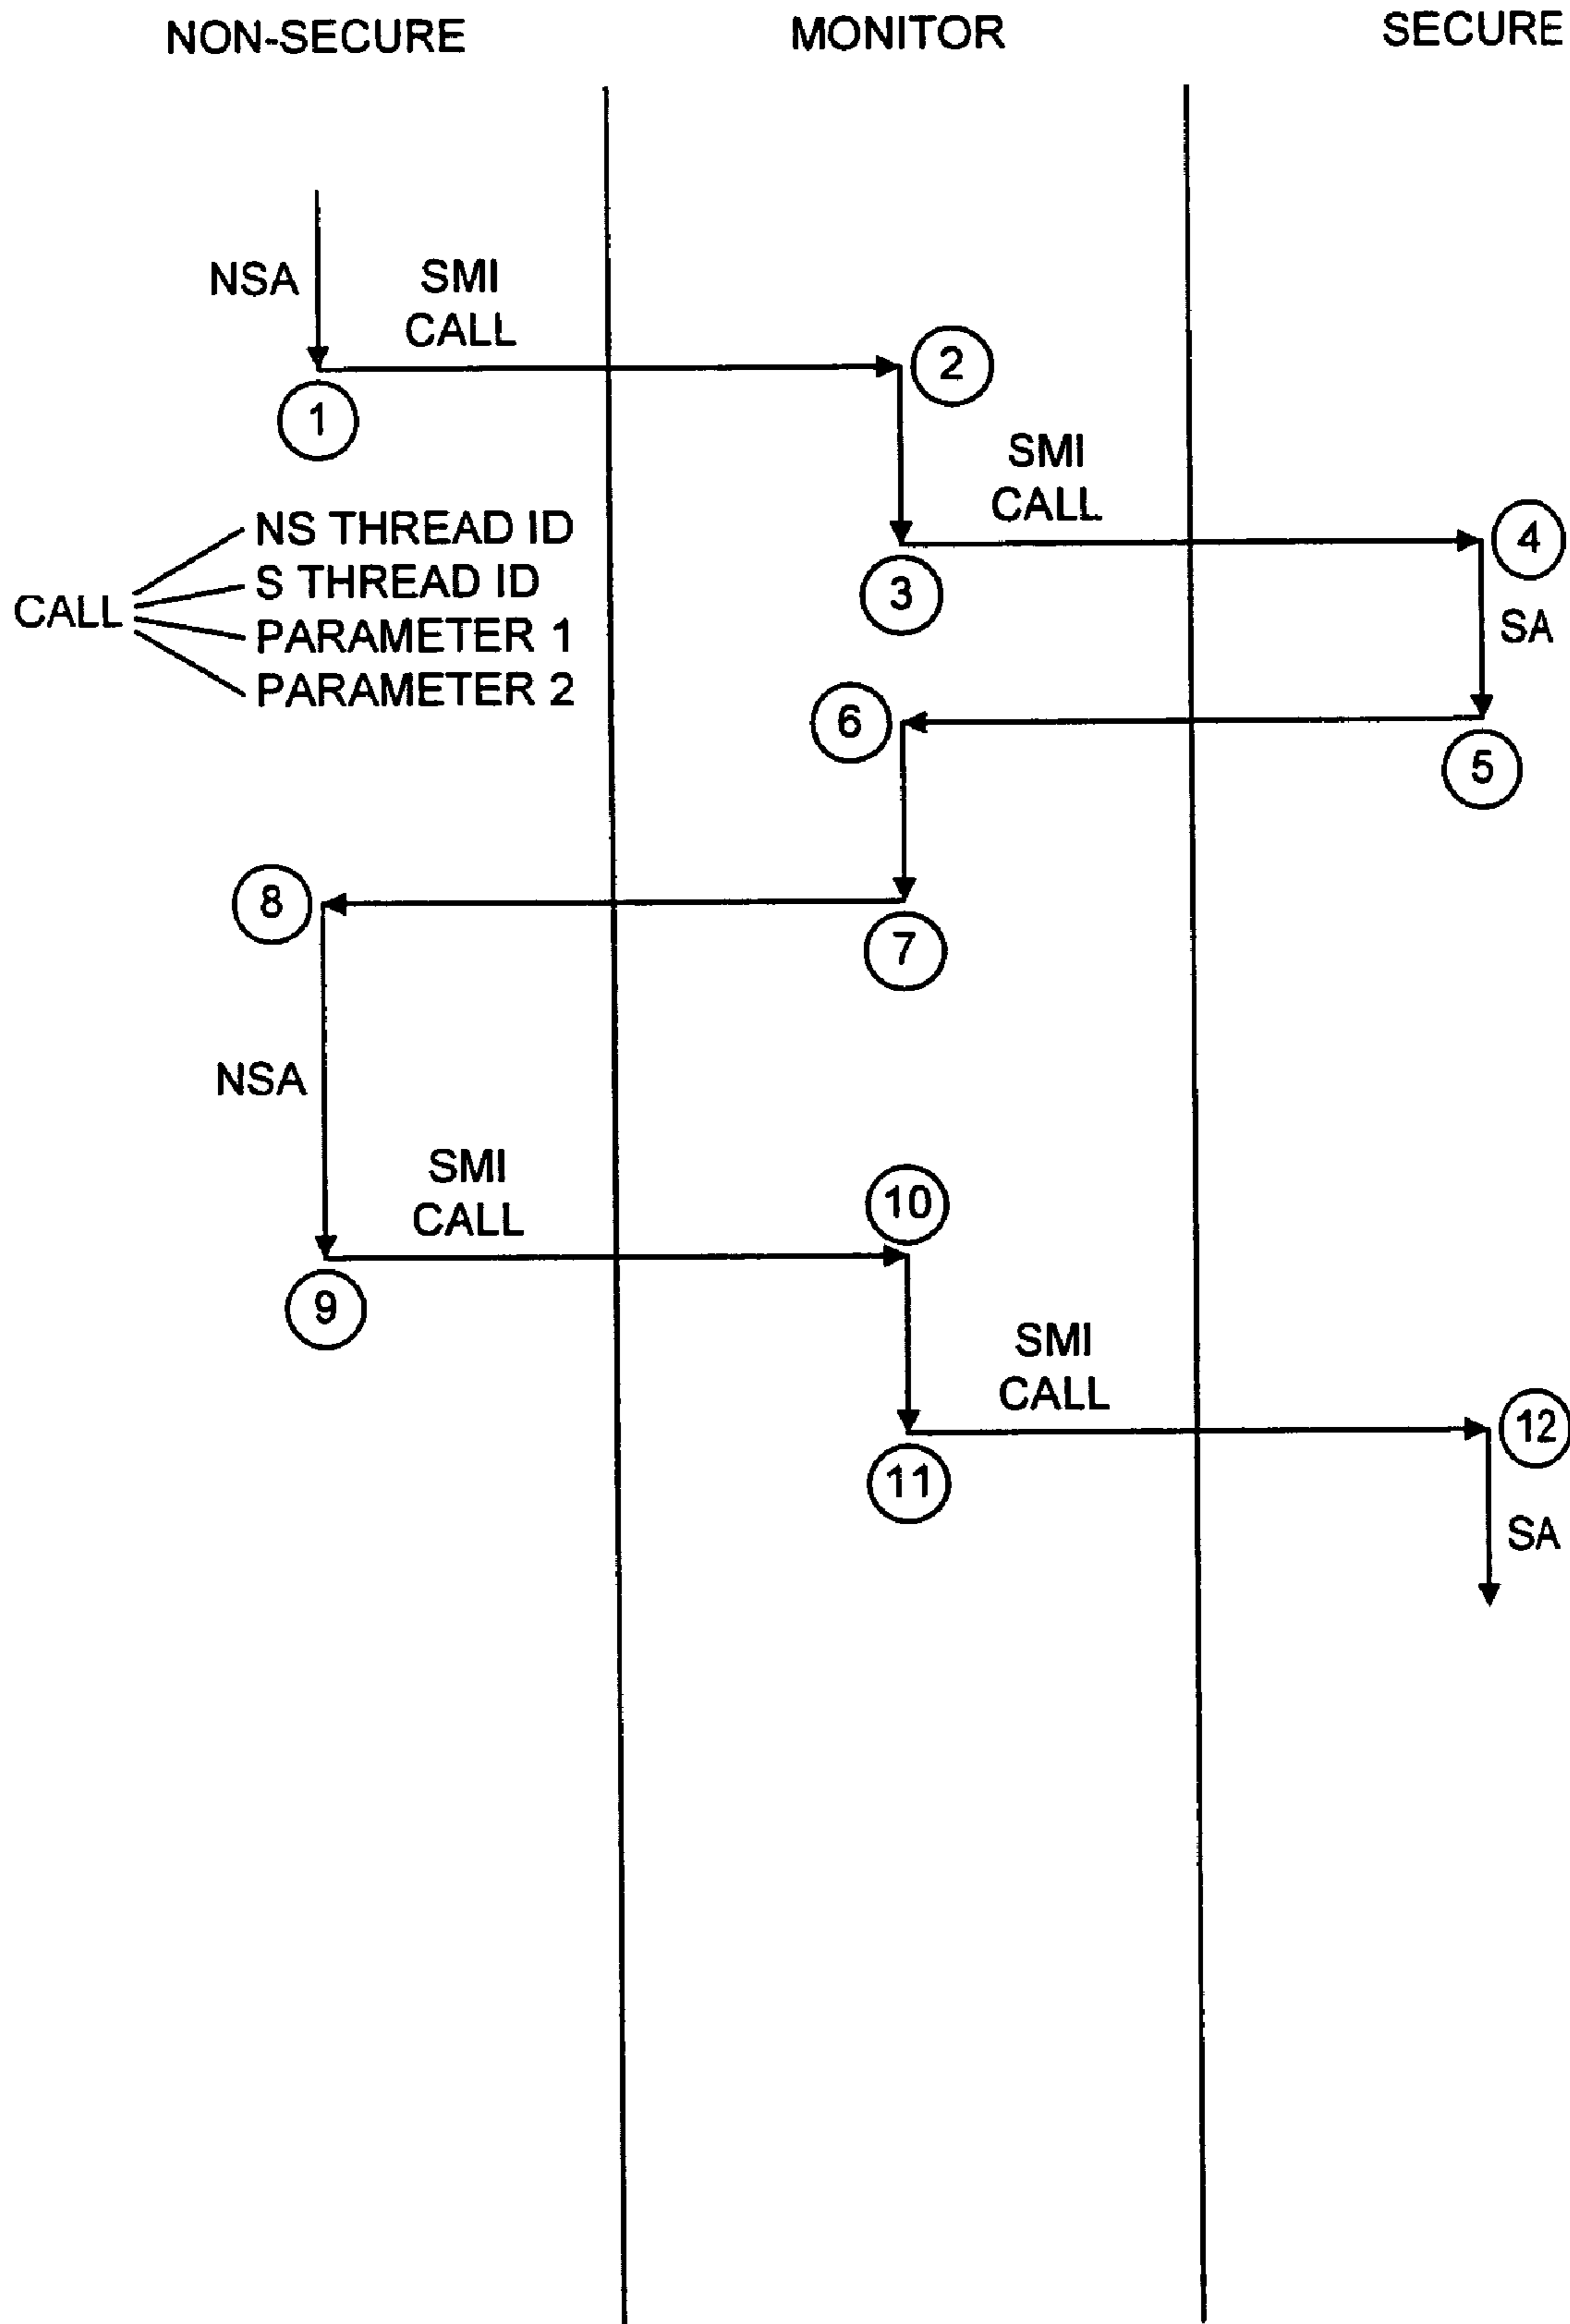 NON-SECURE
MONITOR
SECURE
NSA
SMI
CALL
2
1
SMI
CALL
4
3
SA
CALL
NS THREAD ID
S THREAD ID
PARAMETER 1
PARAMETER 2
6
5
8
7
NSA
SMI
CALL
10
9
SMI
CALL
12
11
SA